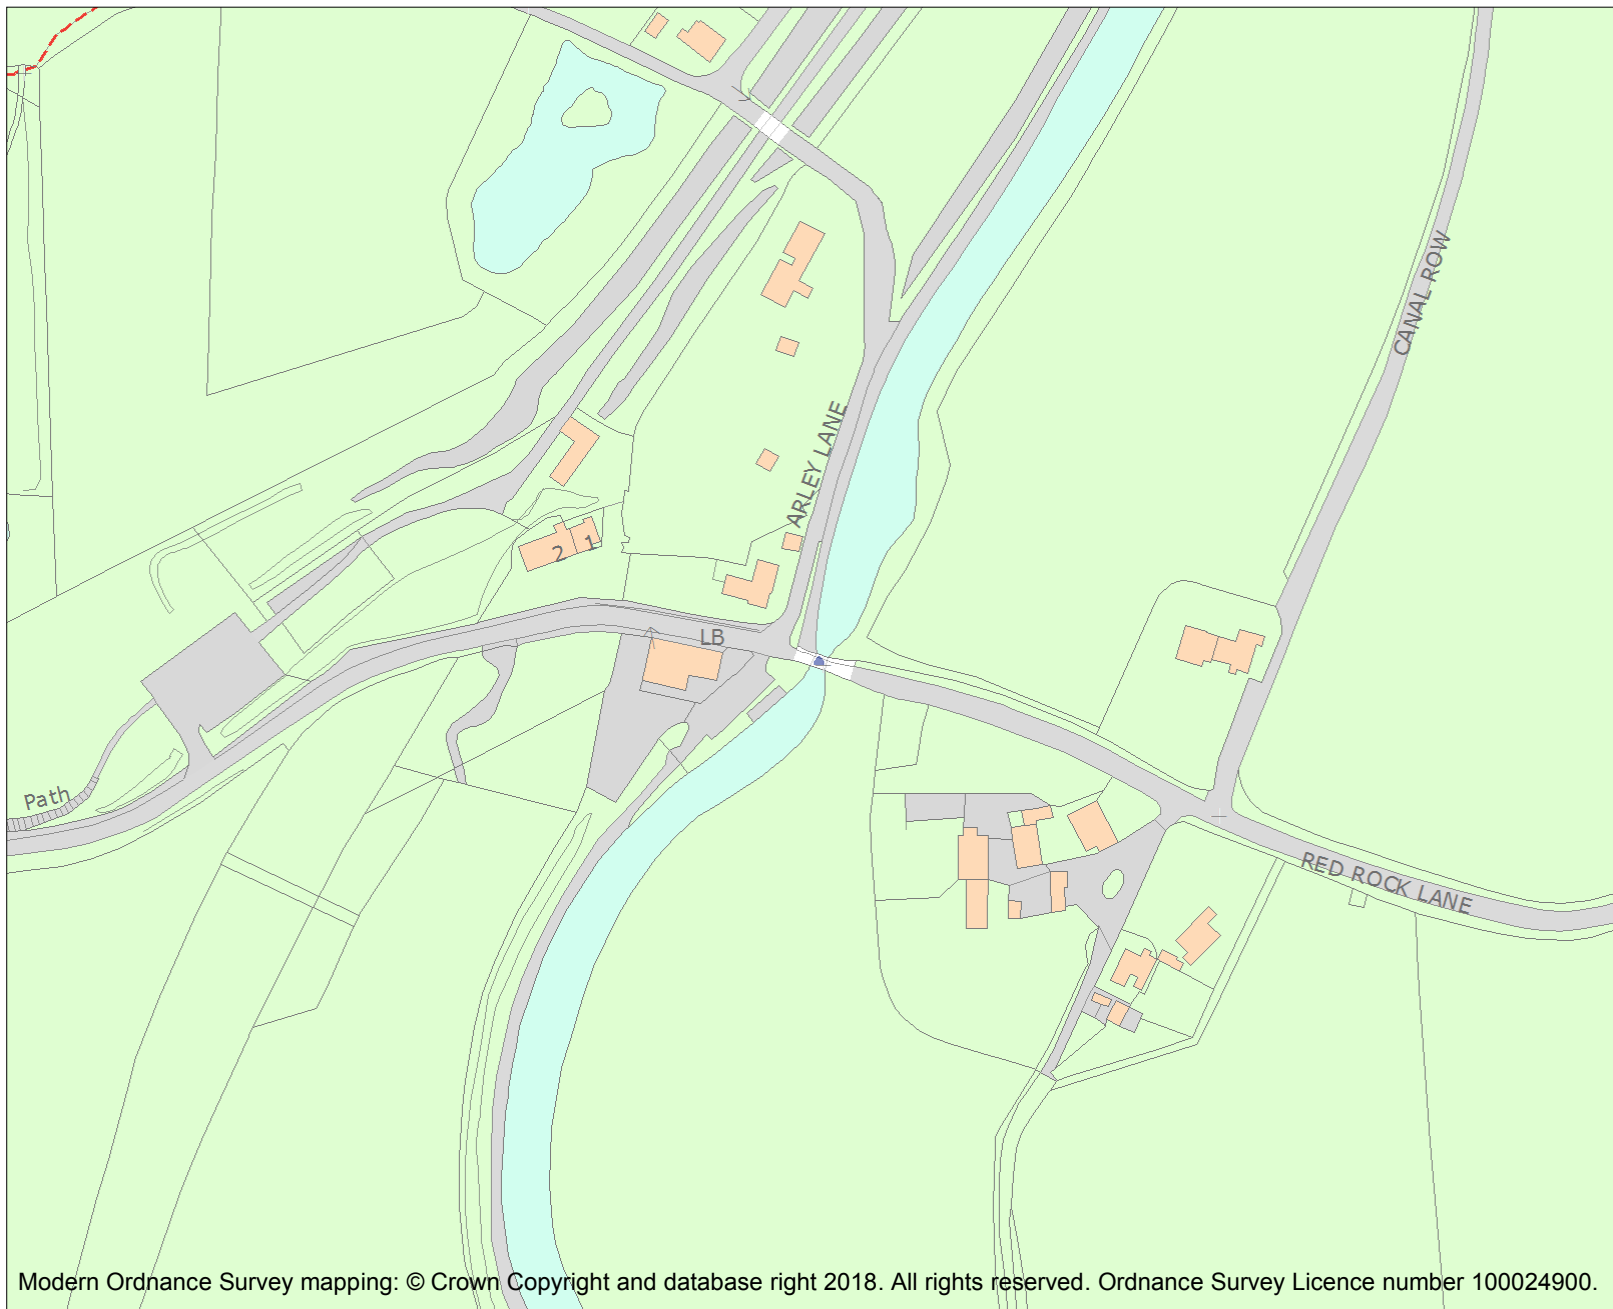 CANAL ROW
ARLEY LANE
2 1
LB
Path
RED ROCK LANE
Modern Ordnance Survey mapping: © Crown Copyright and database right 2018. All rights reserved. Ordnance Survey Licence number 100024900.